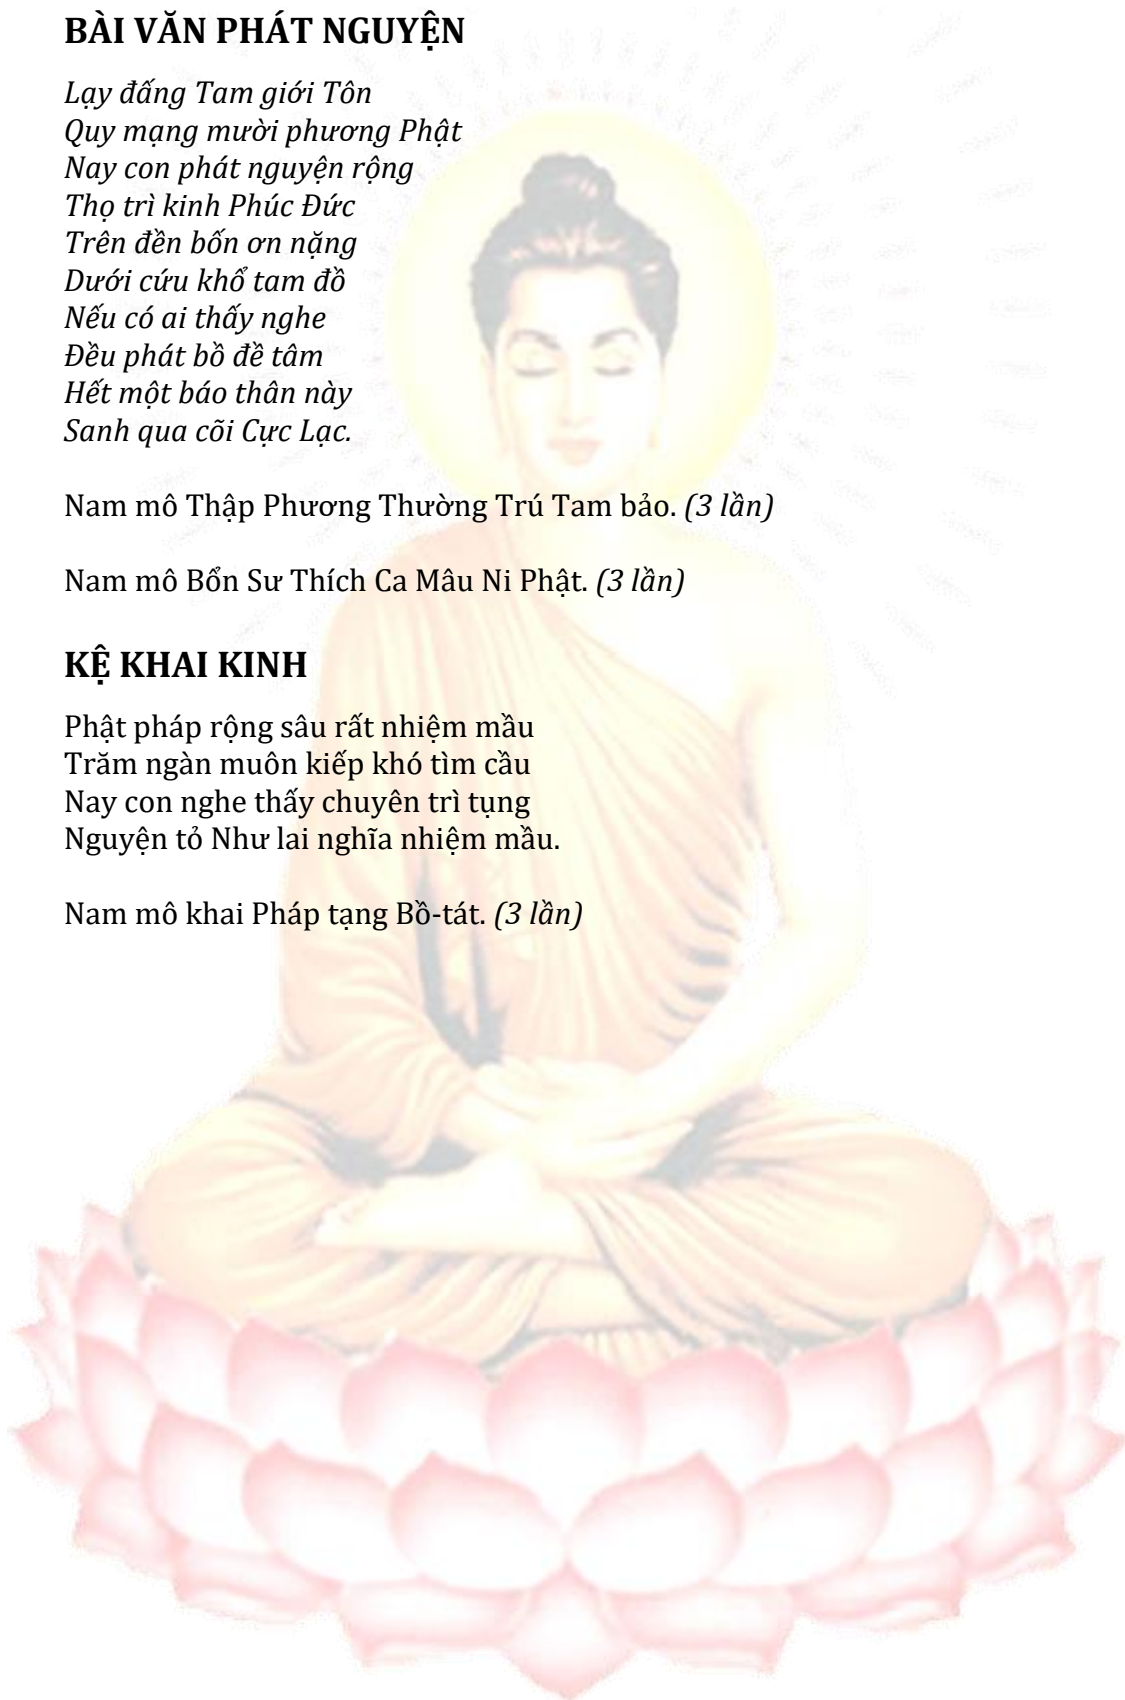 BÀI VĂN PHÁT NGUYỆN
Lạy đấng Tam giới Tôn
Quy mạng mười phương Phật
Nay con phát nguyện rộng
Thọ trì kinh Phúc Đức
Trên đền bốn ơn nặng
Dưới cứu khổ tam đồ
Nếu có ai thấy nghe
Đều phát bồ đề tâm
Hết một báo thân này
Sanh qua cõi Cực Lạc.
Nam mô Thập Phương Thường Trú Tam bảo. (3 lần)
Nam mô Bổn Sư Thích Ca Mâu Ni Phật. (3 lần)
KỆ KHAI KINH
Phật pháp rộng sâu rất nhiệm mầu
Trăm ngàn muôn kiếp khó tìm cầu
Nay con nghe thấy chuyên trì tụng
Nguyện tỏ Như lai nghĩa nhiệm mầu.
Nam mô khai Pháp tạng Bồ-tát. (3 lần)